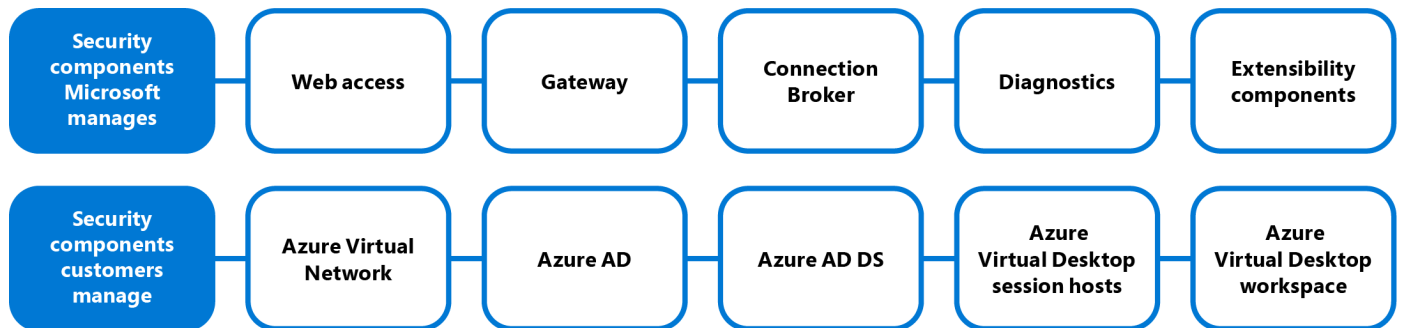 Security
components
Microsoft
manages
Web access
Gateway
Connection
Broker
Diagnostics
Extensibility
components
Security
components
customers
manage
Azure Virtual
Network
Azure AD
Azure AD DS
Azure
Virtual Desktop
session hosts
Azure
Virtual Desktop
workspace